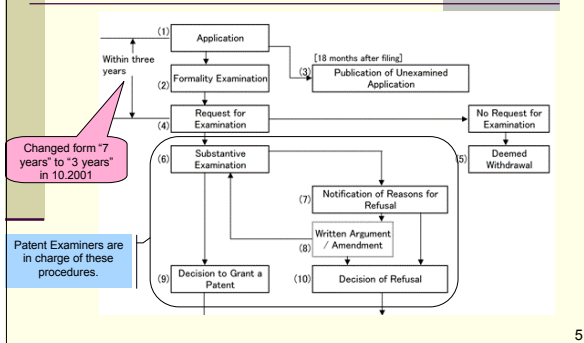 (1)
Application
Within three
years
[18 months after filing]
(3)
Publication of Unexamined
Application
(2)
Formality Examination
(4)
Request for
Examination
No Request for
Examination
Changed form "7
years" to "3 years"
in 10.2001
(6)
Substantive
Examination
(5)
Deemed
Withdrawal
(7)
Notification of Reasons for
Refusal
(8)
Written Argument
/ Amendment
Patent Examiners are
in charge of these
procedures.
(9)
Decision to Grant a
Patent
(10)
Decision of Refusal
5